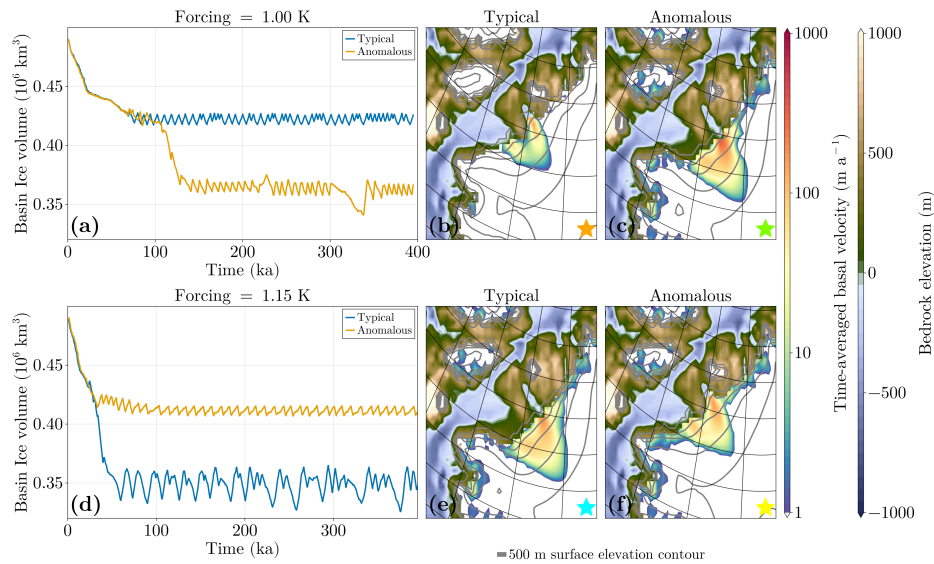 Forcing = 1.00 K
Typical
Anomalous
Basin Ice volume (10⁶ km³)
0.45
0.40
0.35
Typical
Anomalous
(a)
(b)
(c)
0
100
200
300
400
Time (ka)
Forcing = 1.15 K
Typical
Anomalous
Basin Ice volume (10⁶ km³)
0.45
0.40
0.35
Typical
Anomalous
(d)
(e)
(f)
0
100
200
300
Time (ka)
500 m surface elevation contour
1000
100
10
1
Time-averaged basal velocity (m a⁻¹)
1000
500
0
−500
−1000
Bedrock elevation (m)